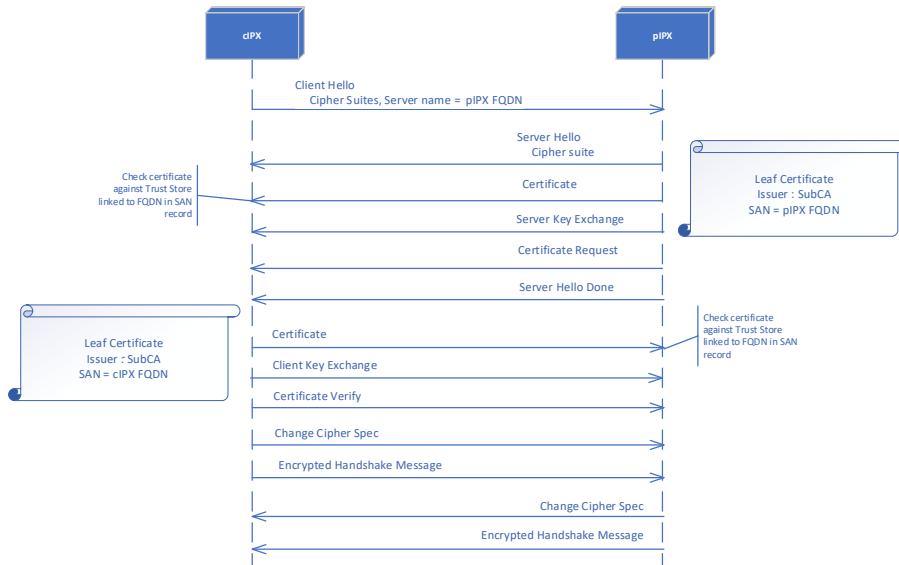 cIPX
pIPX
Client Hello
Cipher Suites, Server name = pIPX FQDN
Server Hello
Cipher suite
Check certificate
against Trust Store
linked to FQDN in SAN
record
Certificate
Leaf Certificate
Issuer : SubCA
SAN = pIPX FQDN
Server Key Exchange
Certificate Request
Server Hello Done
Certificate
Check certificate
against Trust Store
linked to FQDN in SAN
record
Leaf Certificate
Issuer : SubCA
SAN = cIPX FQDN
Client Key Exchange
Certificate Verify
Change Cipher Spec
Encrypted Handshake Message
Change Cipher Spec
Encrypted Handshake Message